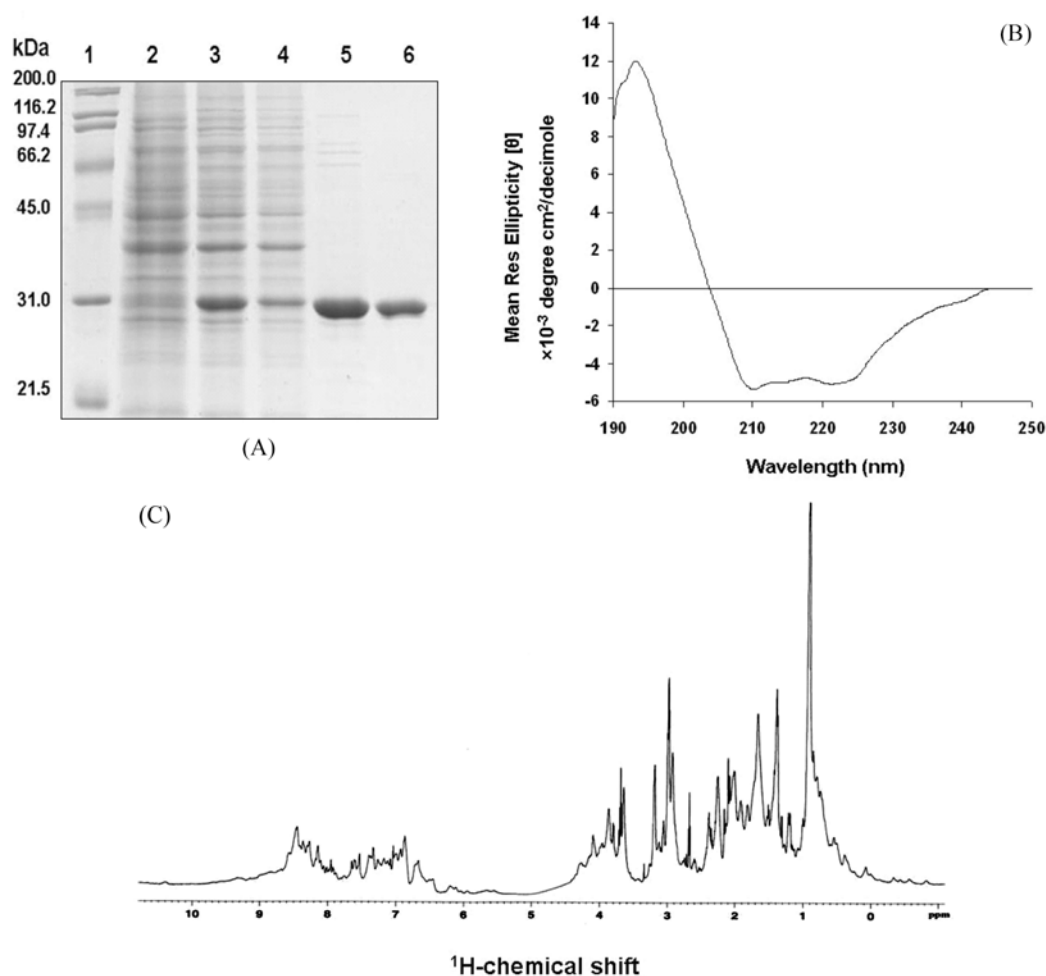 kDa 1 2 3 4 5 6
200.0
116.2
97.4
66.2
45.0
31.0
21.5
(A)
(B)
Mean Res Ellipticity [θ]
×10⁻³ degree cm²/decimole
14
12
10
8
6
4
2
0
-2
-4
-6
190 200 210 220 230 240 250
Wavelength (nm)
(C)
10 9 8 7 6 5 4 3 2 1 0 ppm
¹H-chemical shift